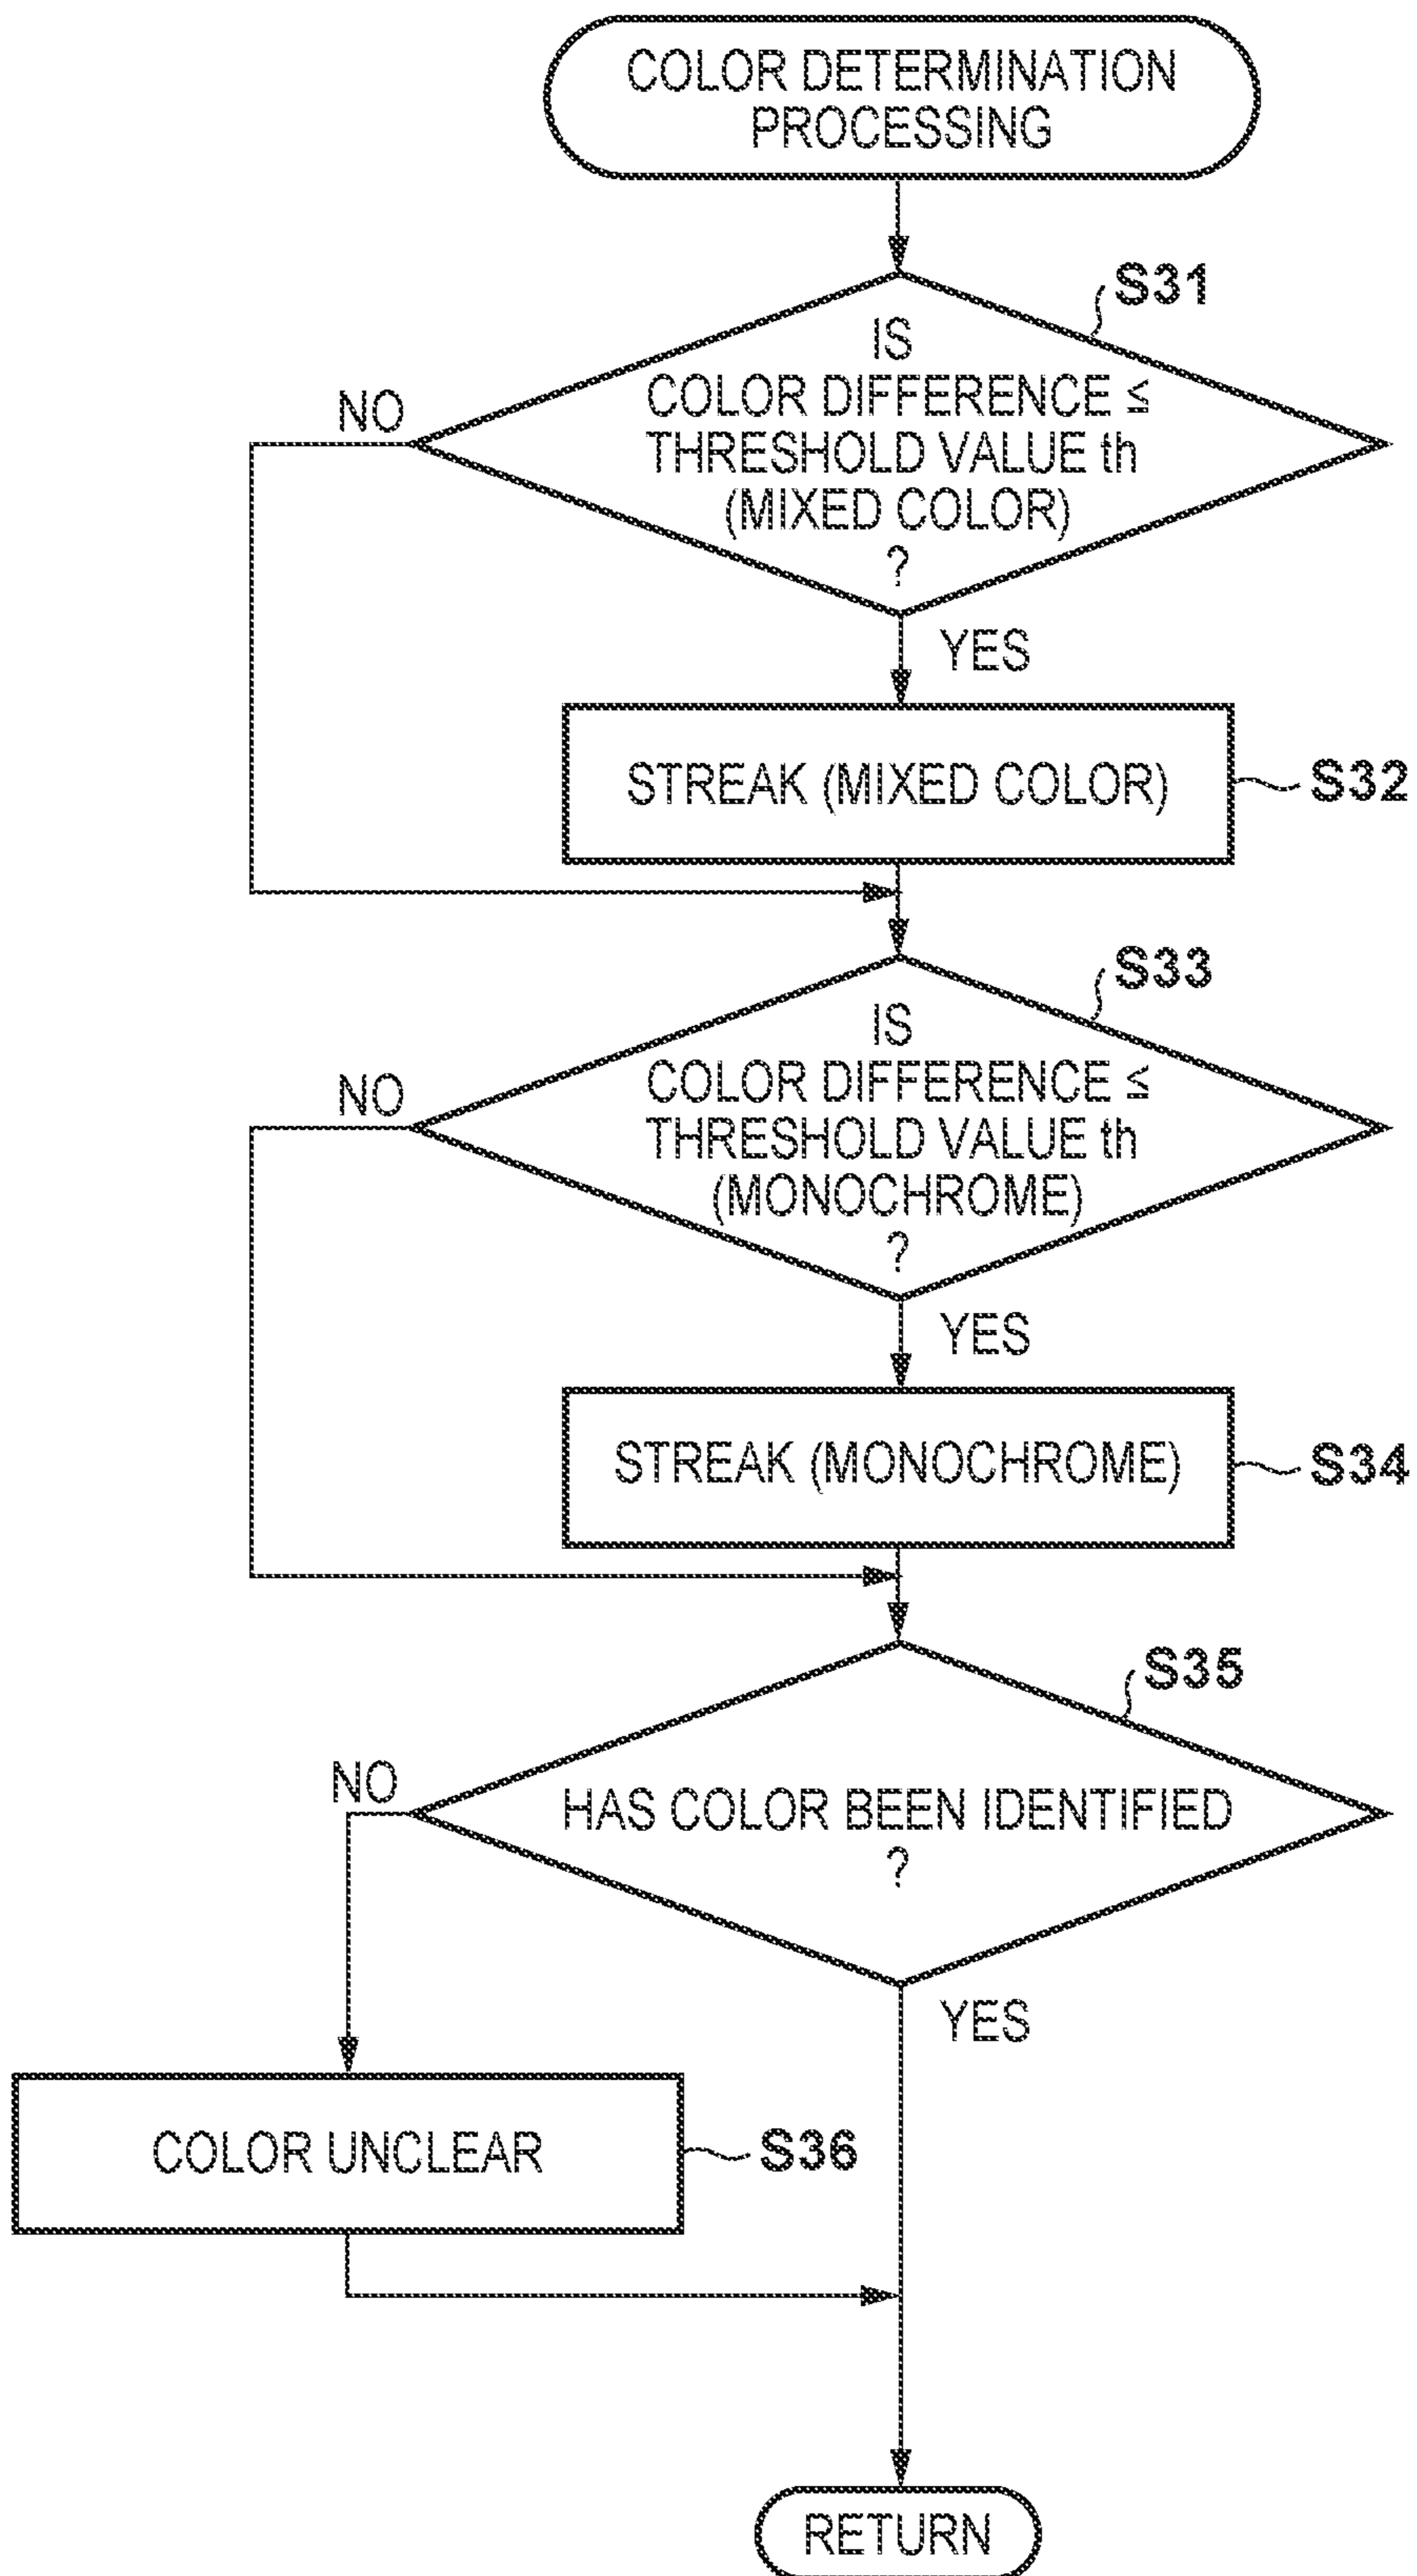 COLOR DETERMINATION
PROCESSING
S31
IS
COLOR DIFFERENCE ≤
THRESHOLD VALUE th
(MIXED COLOR)
?
NO
YES
STREAK (MIXED COLOR)
S32
S33
IS
COLOR DIFFERENCE ≤
THRESHOLD VALUE th
(MONOCHROME)
?
NO
YES
STREAK (MONOCHROME)
S34
S35
HAS COLOR BEEN IDENTIFIED
?
NO
YES
COLOR UNCLEAR
S36
RETURN